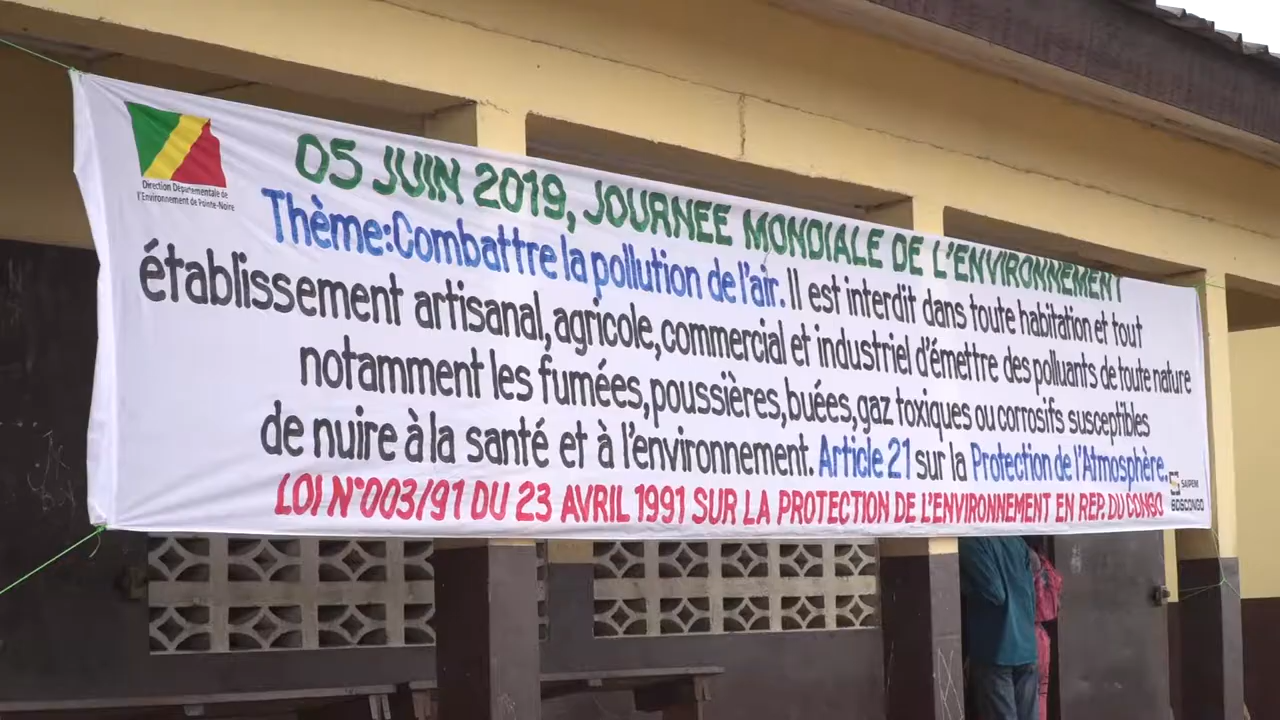 Direction Départementale de
l'Environnement de Pointe-Noire
05 JUIN 2019, JOURNEE MONDIALE DE L'ENVIRONNEMENT
Thème:Combattre la pollution de l'air. Il est interdit dans toute habitation et tout
établissement artisanal, agricole, commercial et industriel d'émettre des polluants de toute nature
notamment les fumées, poussières, buées, gaz toxiques ou corrosifs susceptibles
de nuire à la santé et à l'environnement. Article 21 sur la Protection de l'Atmosphère.
LOI N°003/91 DU 23 AVRIL 1991 SUR LA PROTECTION DE L'ENVIRONNEMENT EN REP. DU CONGO
SAIPEM
BOSCONGO